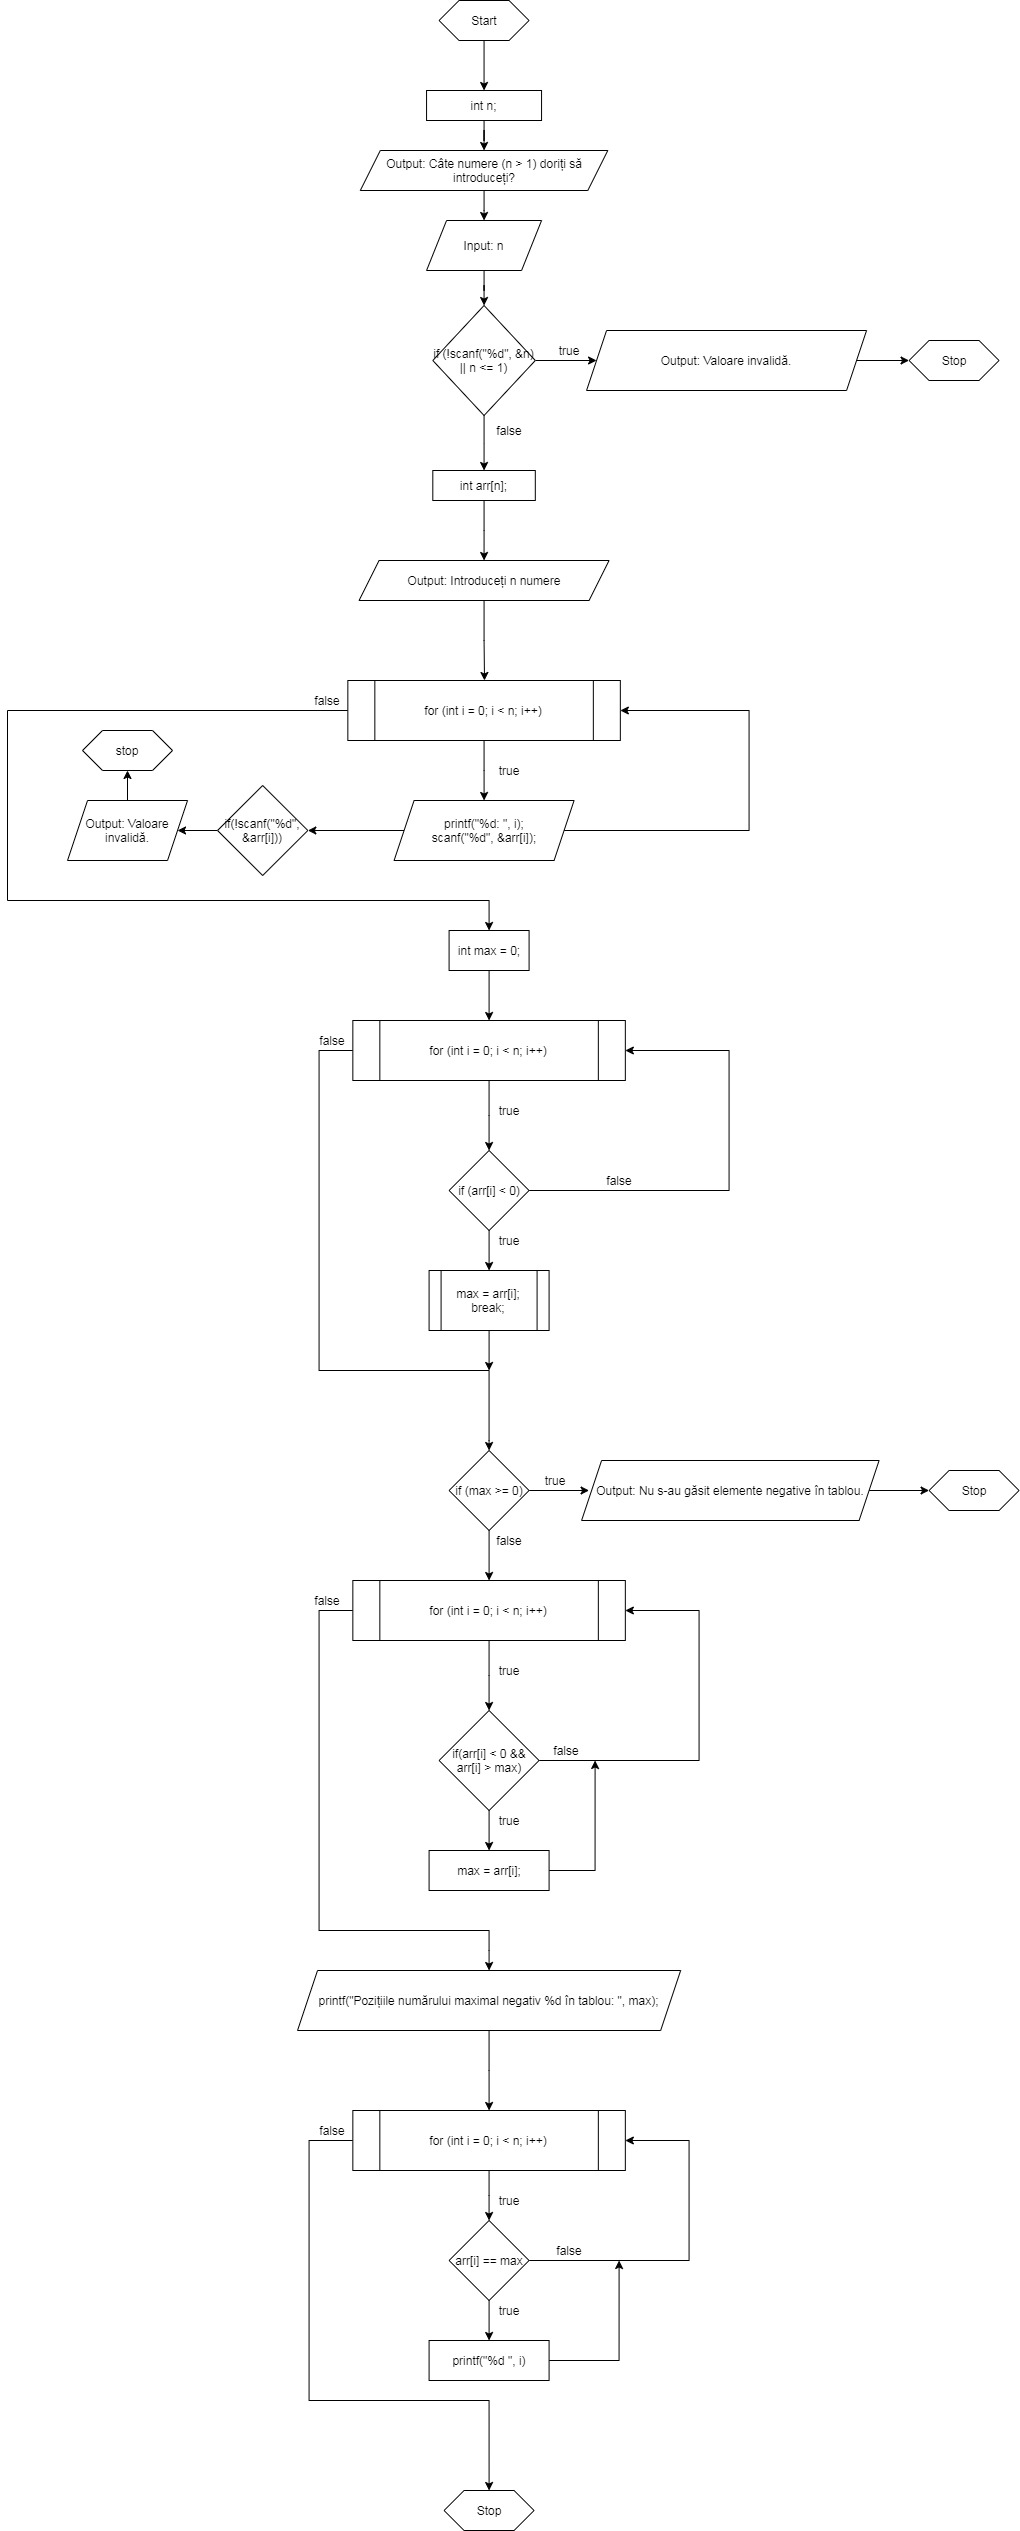 Start
int n;
Output: Câte numere (n > 1) doriți să
introduceți?
Input: n
if (!scanf("%d", &n)
|| n <= 1)
true
Output: Valoare invalidă.
Stop
false
int arr[n];
Output: Introduceți n numere
false
for (int i = 0; i < n; i++)
stop
true
Output: Valoare
invalidă.
if(!scanf("%d",
&arr[i]))
printf("%d: ", i);
scanf("%d", &arr[i]);
int max = 0;
false
for (int i = 0; i < n; i++)
true
if (arr[i] < 0)
false
true
max = arr[i];
break;
if (max >= 0)
true
Output: Nu s-au găsit elemente negative în tablou.
Stop
false
false
for (int i = 0; i < n; i++)
true
if(arr[i] < 0 &&
arr[i] > max)
false
true
max = arr[i];
printf("Pozițiile numărului maximal negativ %d în tablou: ", max);
false
for (int i = 0; i < n; i++)
true
arr[i] == max
false
true
printf("%d ", i)
Stop